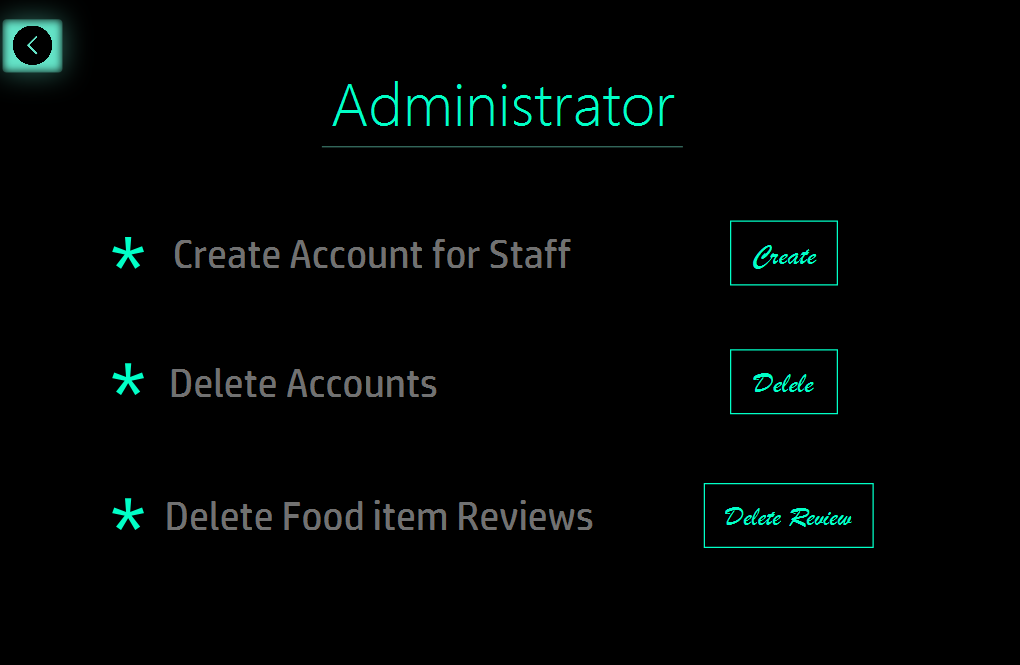 Administrator
* Create Account for Staff
Create
* Delete Accounts
Delele
* Delete Food item Reviews
Delete Review